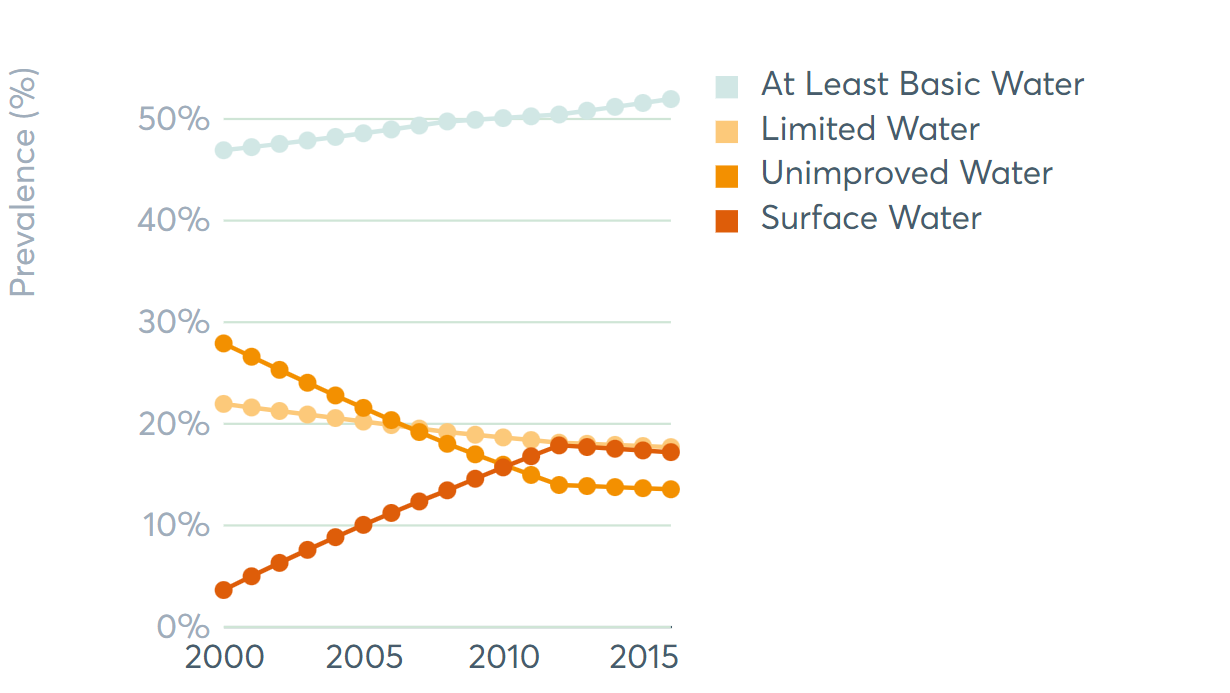 Prevalence (%)
50%
40%
30%
20%
10%
0%
2000 2005 2010 2015
At Least Basic Water
Limited Water
Unimproved Water
Surface Water